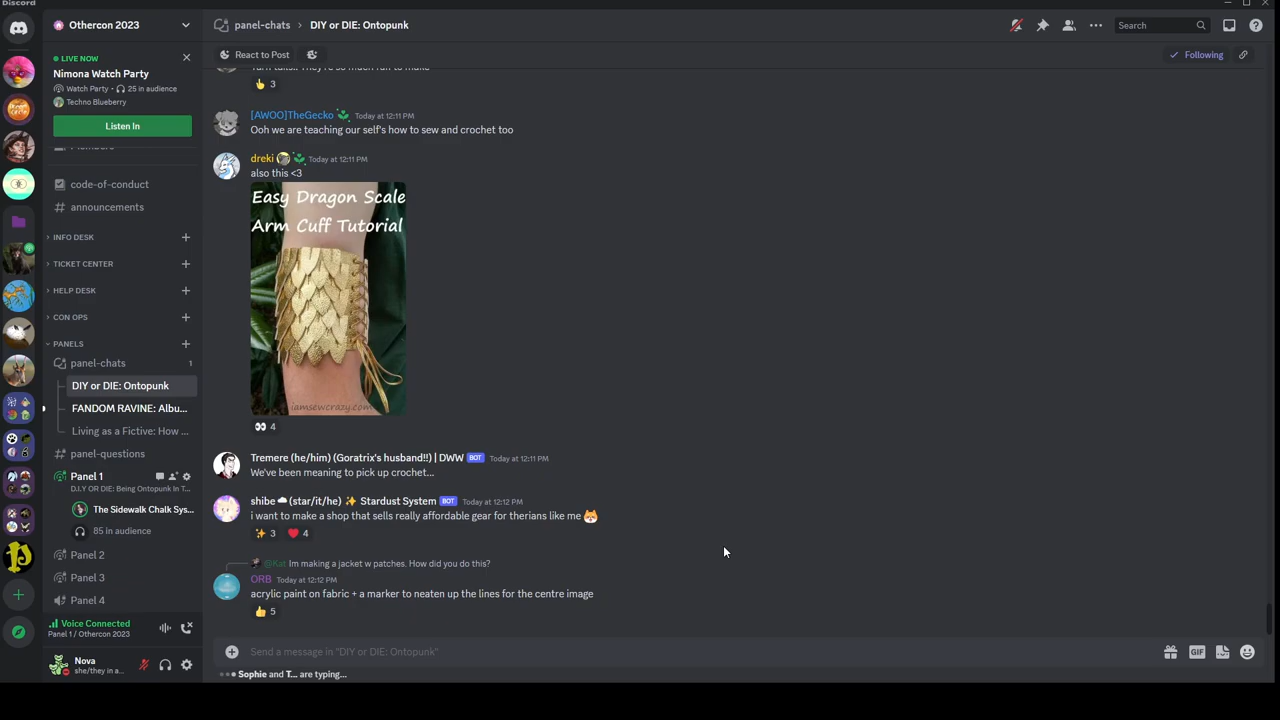 Discord
Othercon 2023
panel-chats
DIY or DIE: Ontopunk
Search
LIVE NOW
Nimona Watch Party
Watch Party • 25 in audience
Techno Blueberry
Listen In
code-of-conduct
announcements
INFO DESK
TICKET CENTER
HELP DESK
CON OPS
PANELS
panel-chats 1
DIY or DIE: Ontopunk
FANDOM RAVINE: Albu...
Living as a Fictive: How ...
panel-questions
Panel 1
D.I.Y OR DIE: Being Ontopunk In T...
The Sidewalk Chalk Sys...
85 in audience
Panel 2
Panel 3
Panel 4
Voice Connected
Panel 1 / Othercon 2023
Nova
she/they in a...
React to Post
Following
3
[AWOO]TheGecko Today at 12:11 PM
Ooh we are teaching our self's how to sew and crochet too
dreki Today at 12:11 PM
also this <3
Easy Dragon Scale
Arm Cuff Tutorial
iamsewcrazy.com
4
Tremere (he/him) (Goratrix's husband!!) | DWW BOT Today at 12:11 PM
We've been meaning to pick up crochet...
shibe (star/it/he) Stardust System BOT Today at 12:12 PM
i want to make a shop that sells really affordable gear for therians like me
3 4
@Kat Im making a jacket w patches. How did you do this?
ORB Today at 12:12 PM
acrylic paint on fabric + a marker to neaten up the lines for the centre image
5
Send a message in "DIY or DIE: Ontopunk"
GIF
Sophie and T... are typing...